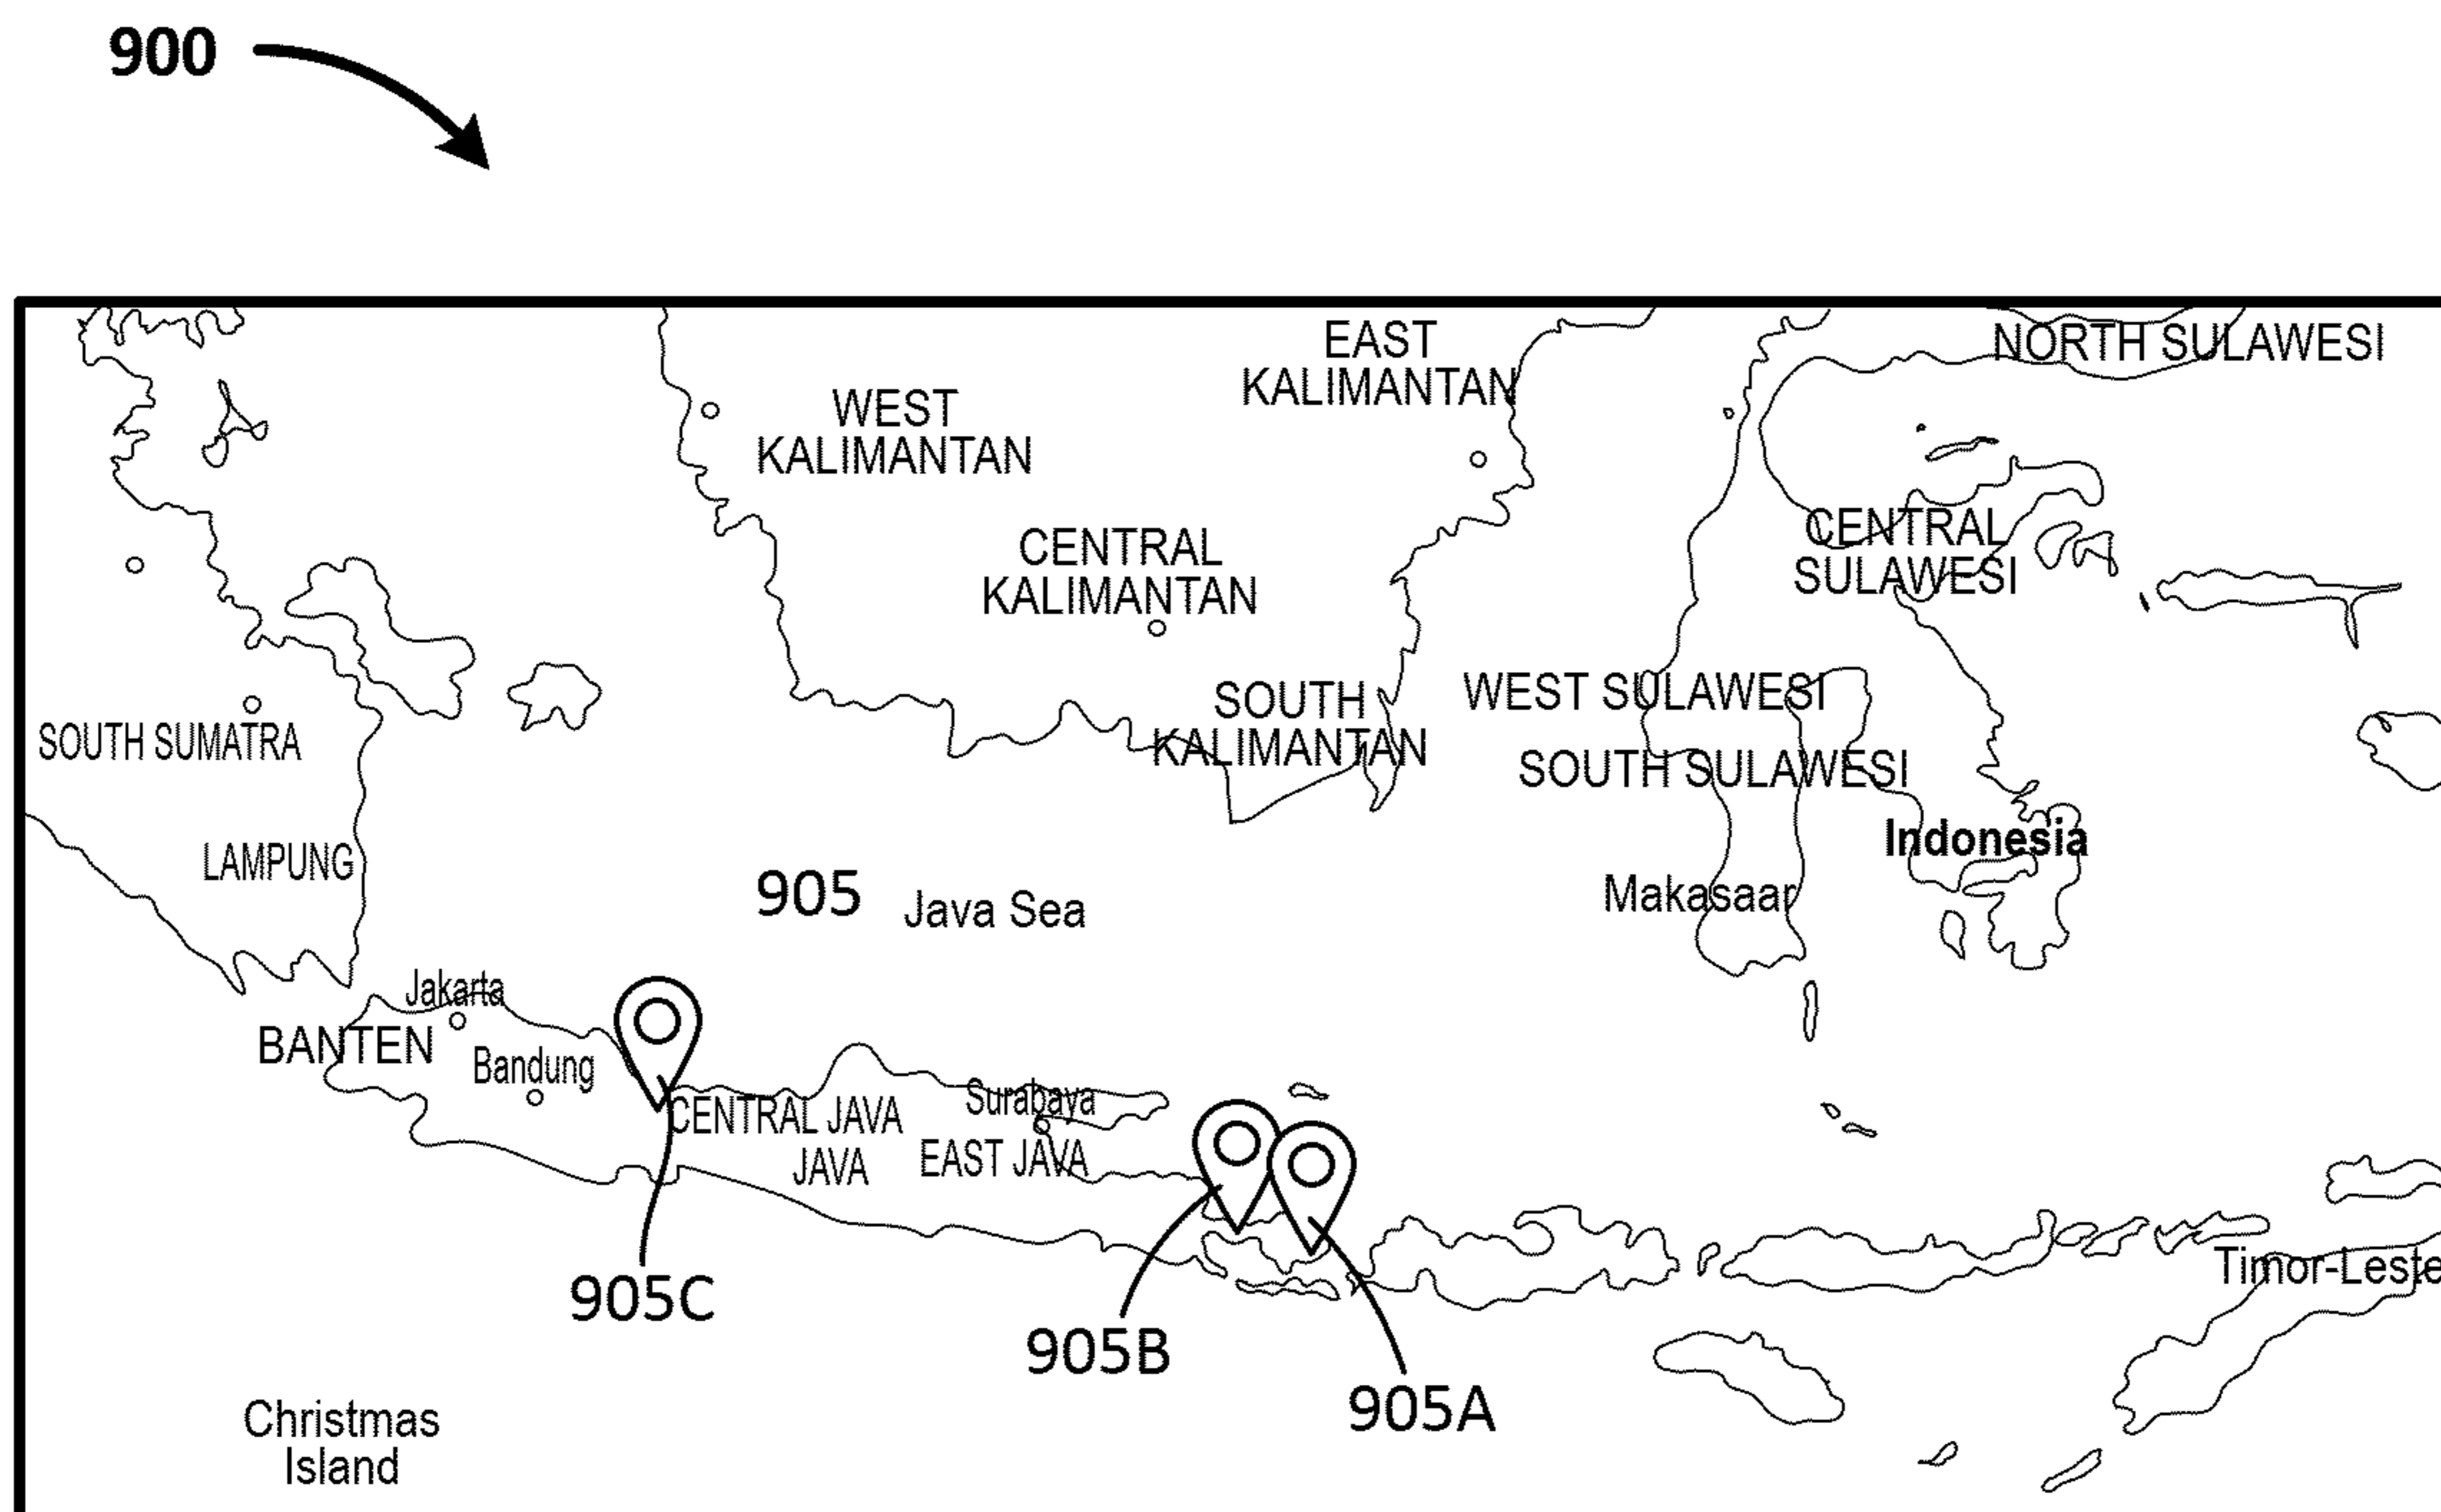 900
EAST
KALIMANTAN
NORTH SULAWESI
WEST
KALIMANTAN
CENTRAL
KALIMANTAN
CENTRAL
SULAWESI
SOUTH
KALIMANTAN
WEST SULAWESI
SOUTH SUMATRA
SOUTH SULAWESI
LAMPUNG
Indonesia
905
Java Sea
Makasaar
Jakarta
BANTEN
Bandung
Surabaya
CENTRAL JAVA
JAVA
EAST JAVA
Timor-Leste
905C
905B
905A
Christmas
Island